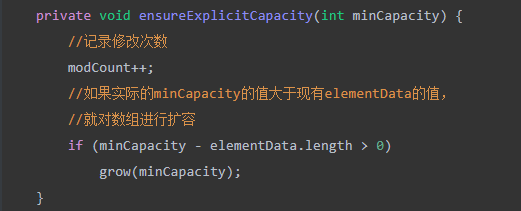 private void ensureExplicitCapacity(int minCapacity) {
//记录修改次数
modCount++;
//如果实际的minCapacity的值大于现有elementData的值，
//就对数组进行扩容
if (minCapacity - elementData.length > 0)
grow(minCapacity);
}